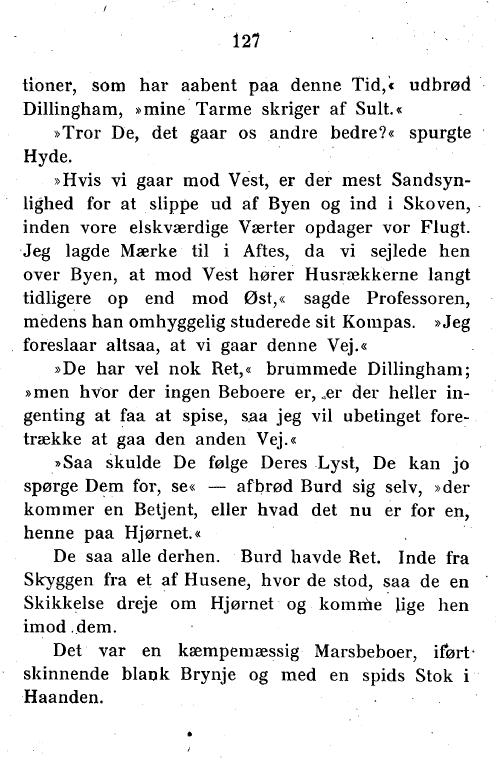 127
tioner, som har aabent paa denne Tid,« udbrød
Dillingham, »mine Tarme skriger af Sult.«
»Tror De, det gaar os andre bedre?« spurgte
Hyde.
»Hvis vi gaar mod Vest, er der mest Sandsyn-
lighed for at slippe ud af Byen og ind i Skoven,
inden vore elskværdige Værter opdager vor Flugt.
Jeg lagde Mærke til i Aftes, da vi sejlede hen
over Byen, at mod Vest hører Husrækkerne langt
tidligere op end mod Øst,« sagde Professoren,
medens han omhyggelig studerede sit Kompas. »Jeg
foreslaar altsaa, at vi gaar denne Vej.«
»De har vel nok Ret,« brummede Dillingham;
»men hvor der ingen Beboere er, er der heller in-
genting at faa at spise, saa jeg vil ubetinget fore-
trække at gaa den anden Vej.«
»Saa skulde De følge Deres Lyst, De kan jo
spørge Dem for, se« — afbrød Burd sig selv, »der
kommer en Betjent, eller hvad det nu er for en,
henne paa Hjørnet.«
De saa alle derhen. Burd havde Ret. Inde fra
Skyggen fra et af Husene, hvor de stod, saa de en
Skikkelse dreje om Hjørnet og komme lige hen
imod dem.
Det var en kæmpemæssig Marsbeboer, iført
skinnende blank Brynje og med en spids Stok i
Haanden.